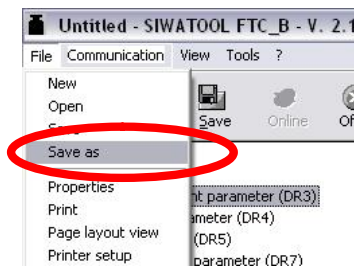 Untitled - SIWATOOL FTC_B - V. 2.1
File Communication View Tools ?
New
Open
Save Online
Save as
Properties
Print
Page layout view
Printer setup
parameter (DR3)
ameter (DR4)
(DR5)
parameter (DR7)